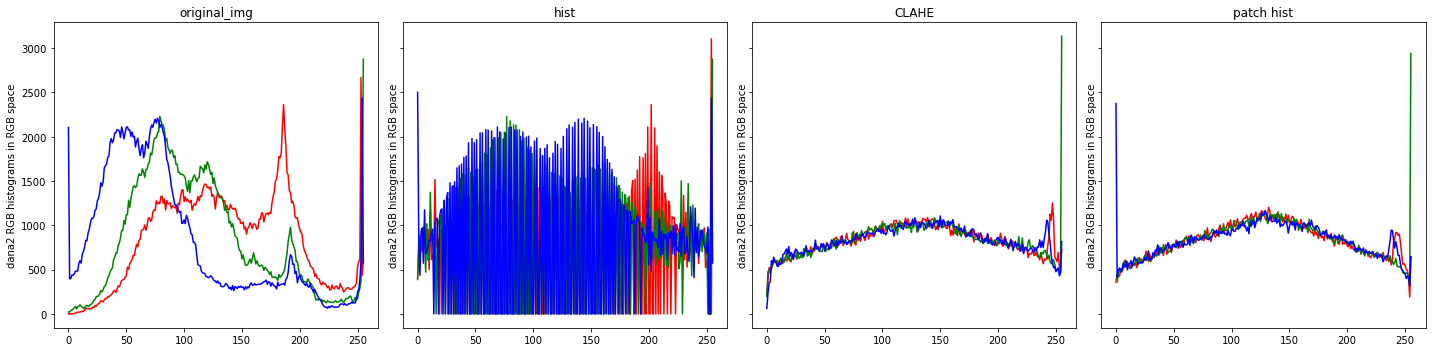 original_img
hist
CLAHE
patch hist
dana2 RGB histograms in RGB space
dana2 RGB histograms in RGB space
dana2 RGB histograms in RGB space
dana2 RGB histograms in RGB space
3000
2500
2000
1500
1000
500
0
0 50 100 150 200 250
0 50 100 150 200 250
0 50 100 150 200 250
0 50 100 150 200 250